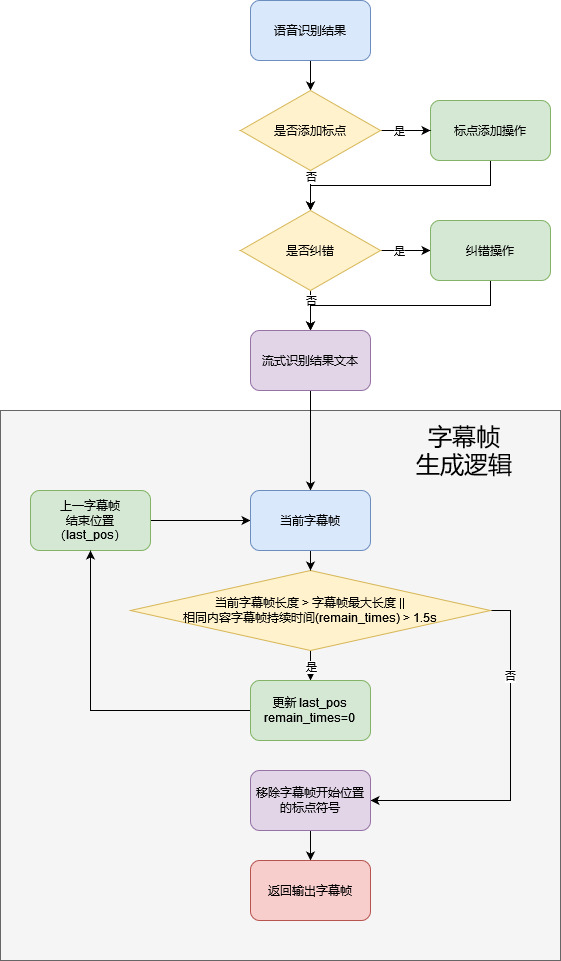 语音识别结果
是否添加标点
是
标点添加操作
否
是否纠错
是
纠错操作
否
流式识别结果文本
字幕帧
生成逻辑
上一字幕帧
结束位置
（last_pos）
当前字幕帧
当前字幕帧长度 > 字幕帧最大长度 ||
相同内容字幕帧持续时间(remain_times) > 1.5s
是
否
更新 last_pos
remain_times=0
移除字幕帧开始位置
的标点符号
返回输出字幕帧